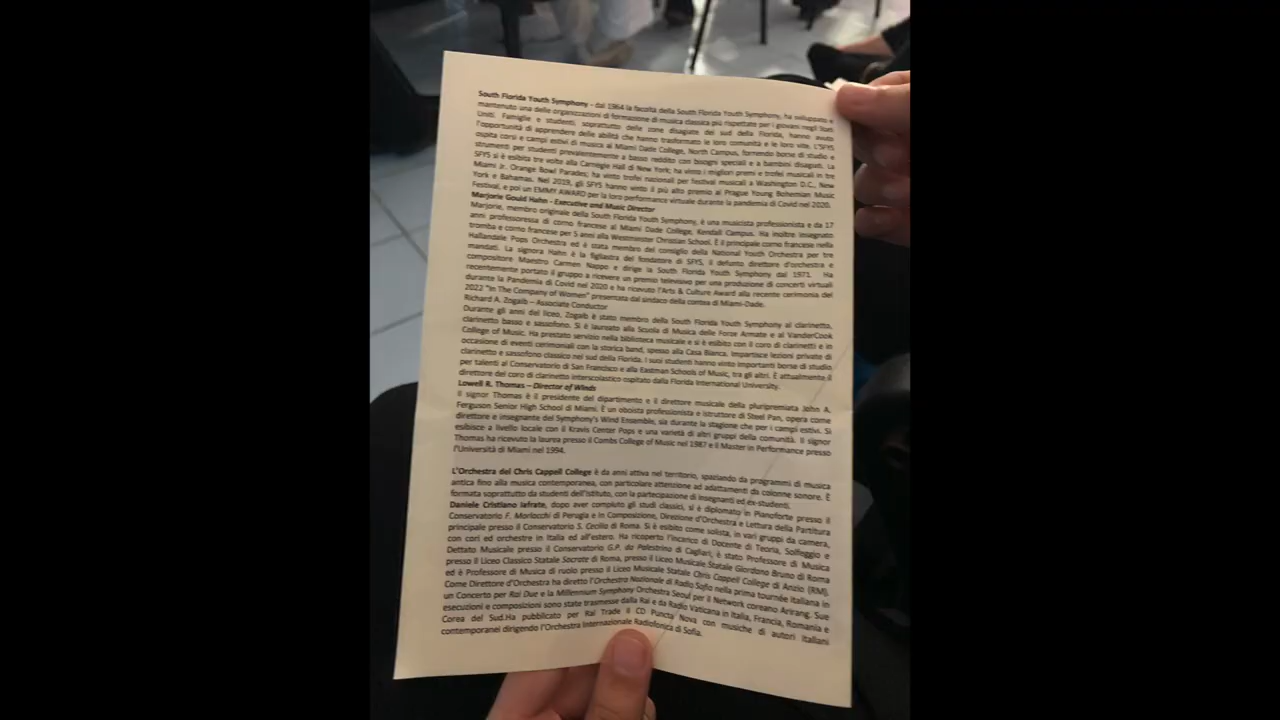 South Florida Youth Symphony - dal 1964 la facoltà della South Florida Youth Symphony, ha sviluppato e
mantenuto una delle organizzazioni di formazione di musica classica più rispettate per i giovani negli Stati
Uniti. Famiglie e studenti, soprattutto delle zone disagiate del sud della Florida, hanno avuto
l'opportunità di apprendere delle abilità che hanno trasformato le loro comunità e le loro vite. L'SFYS
ospita corsi e campi estivi di musica al Miami Dade College, North Campus, fornendo borse di studio e
strumenti per studenti prevalentemente a basso reddito con bisogni speciali e a bambini disagiati. La
SFYS si è esibita tre volte alla Carnegie Hall di New York; ha vinto i migliori premi e trofei musicali in tre
Miami Jr. Orange Bowl Parades; ha vinto trofei nazionali per festival musicali a Washington D.C., New
York e Bahamas. Nel 2019, gli SFYS hanno vinto il più alto premio al Prague Young Bohemian Music
Festival, e poi un EMMY AWARD per la loro performance virtuale durante la pandemia di Covid nel 2020.
Marjorie Gould Hahn - Executive and Music Director
Marjorie, membro originale della South Florida Youth Symphony, è una musicista professionista e da 17
anni professoressa di corno francese al Miami Dade College, Kendall Campus. Ha inoltre insegnato
tromba e corno francese per 5 anni alla Westminster Christian School. È il principale corno francese nella
Hallandale Pops Orchestra ed è stata membro del consiglio della National Youth Orchestra per tre
mandati. La signora Hahn è la figliastra del fondatore di SFYS, il defunto direttore d'orchestra e
compositore Maestro Carmen Nappo e dirige la South Florida Youth Symphony dal 1971. Ha
recentemente portato il gruppo a ricevere un premio televisivo per una produzione di concerti virtuali
durante la Pandemia di Covid nel 2020 e ha ricevuto l'Arts & Culture Award alla recente cerimonia del
2022 "In The Company of Women" presentata dal sindaco della contea di Miami-Dade.
Richard A. Zogaib – Associate Conductor
Durante gli anni del liceo, Zogaib è stato membro della South Florida Youth Symphony al clarinetto,
clarinetto basso e sassofono. Si è laureato alla Scuola di Musica delle Forze Armate e al VanderCook
College of Music. Ha prestato servizio nella biblioteca musicale e si è esibito con il coro di clarinetti e in
occasione di eventi cerimoniali con la storica band, spesso alla Casa Bianca. Impartisce lezioni private di
clarinetto e sassofono classico nel sud della Florida. I suoi studenti hanno vinto importanti borse di studio
per talenti al Conservatorio di San Francisco e alla Eastman Schools of Music, tra gli altri. È attualmente il
direttore del coro di clarinetto interscolastico ospitato dalla Florida International University.
Lowell R. Thomas – Director of Winds
Il signor Thomas è il presidente del dipartimento e il direttore musicale della pluripremiata John A.
Ferguson Senior High School di Miami. È un oboista professionista e istruttore di Steel Pan, opera come
direttore e insegnante del Symphony's Wind Ensemble, sia durante la stagione che per i campi estivi. Si
esibisce a livello locale con il Kravis Center Pops e una varietà di altri gruppi della comunità. Il signor
Thomas ha ricevuto la laurea presso il Combs College of Music nel 1987 e il Master in Performance presso
l'Università di Miami nel 1994.
L'Orchestra del Chris Cappell College è da anni attiva nel territorio, spaziando da programmi di musica
antica fino alla musica contemporanea, con particolare attenzione ad adattamenti da colonne sonore. È
formata soprattutto da studenti dell'Istituto, con la partecipazione di insegnanti ed ex-studenti.
Daniele Cristiano Iafrate, dopo aver compiuto gli studi classici, si è diplomato in Pianoforte presso il
Conservatorio F. Morlacchi di Perugia e in Composizione, Direzione d'Orchestra e Lettura della Partitura
principale presso il Conservatorio S. Cecilia di Roma. Si è esibito come solista, in vari gruppi da camera,
con cori ed orchestre in Italia ed all'estero. Ha ricoperto l'incarico di Docente di Teoria, Solfeggio e
Dettato Musicale presso il Conservatorio G.P. da Palestrina di Cagliari, è stato Professore di Musica
presso il Liceo Classico Statale Socrate di Roma, presso il Liceo Musicale Statale Giordano Bruno di Roma
ed è Professore di Musica di ruolo presso il Liceo Musicale Statale Chris Cappell College di Anzio (RM).
Come Direttore d'Orchestra ha diretto l'Orchestra Nazionale di Radio Sofia nella prima tournée italiana in
un Concerto per Rai Due e la Millennium Symphony Orchestra Seoul per il Network coreano Arirang. Sue
esecuzioni e composizioni sono state trasmesse dalla Rai e da Radio Vaticana in Italia, Francia, Romania e
Corea del Sud.Ha pubblicato per Rai Trade il CD Puncta Nova con musiche di autori italiani
contemporanei dirigendo l'Orchestra Internazionale Radiofonica di Sofia.